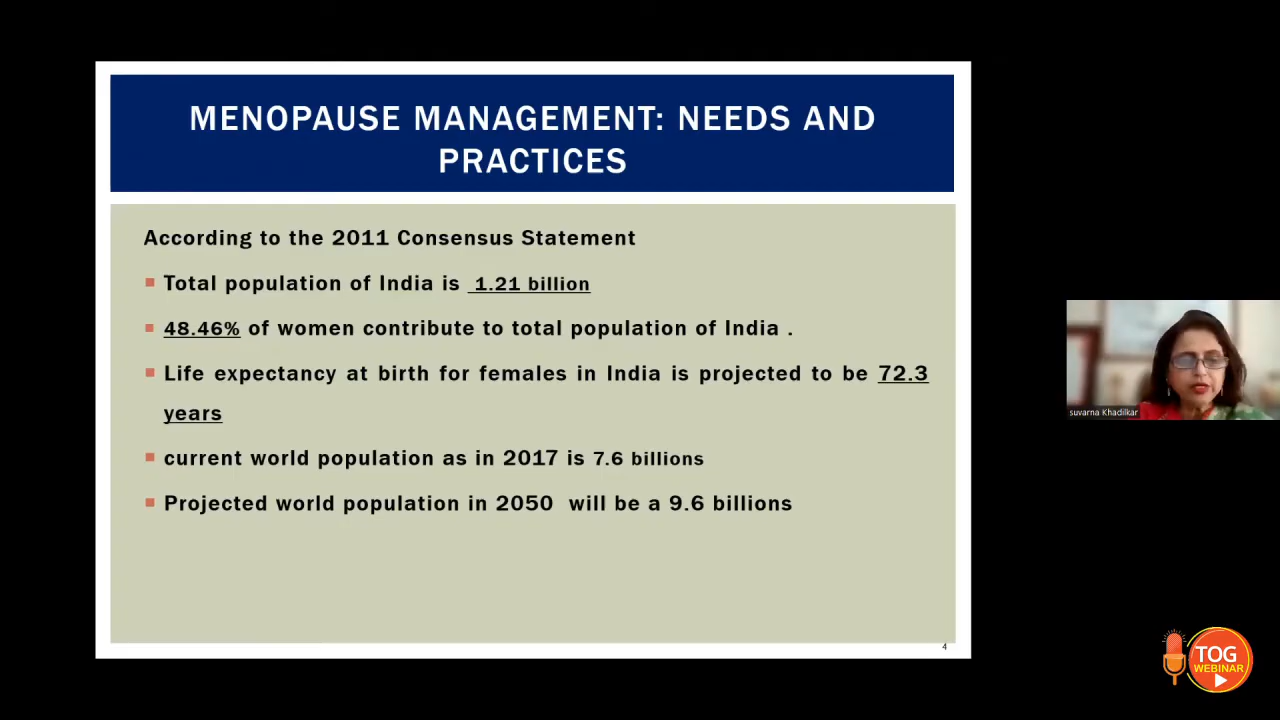 MENOPAUSE MANAGEMENT: NEEDS AND
PRACTICES
According to the 2011 Consensus Statement
Total population of India is 1.21 billion
48.46% of women contribute to total population of India .
Life expectancy at birth for females in India is projected to be 72.3
years
current world population as in 2017 is 7.6 billions
Projected world population in 2050 will be a 9.6 billions
4
suvarna Khadilkar
TOG
WEBINAR